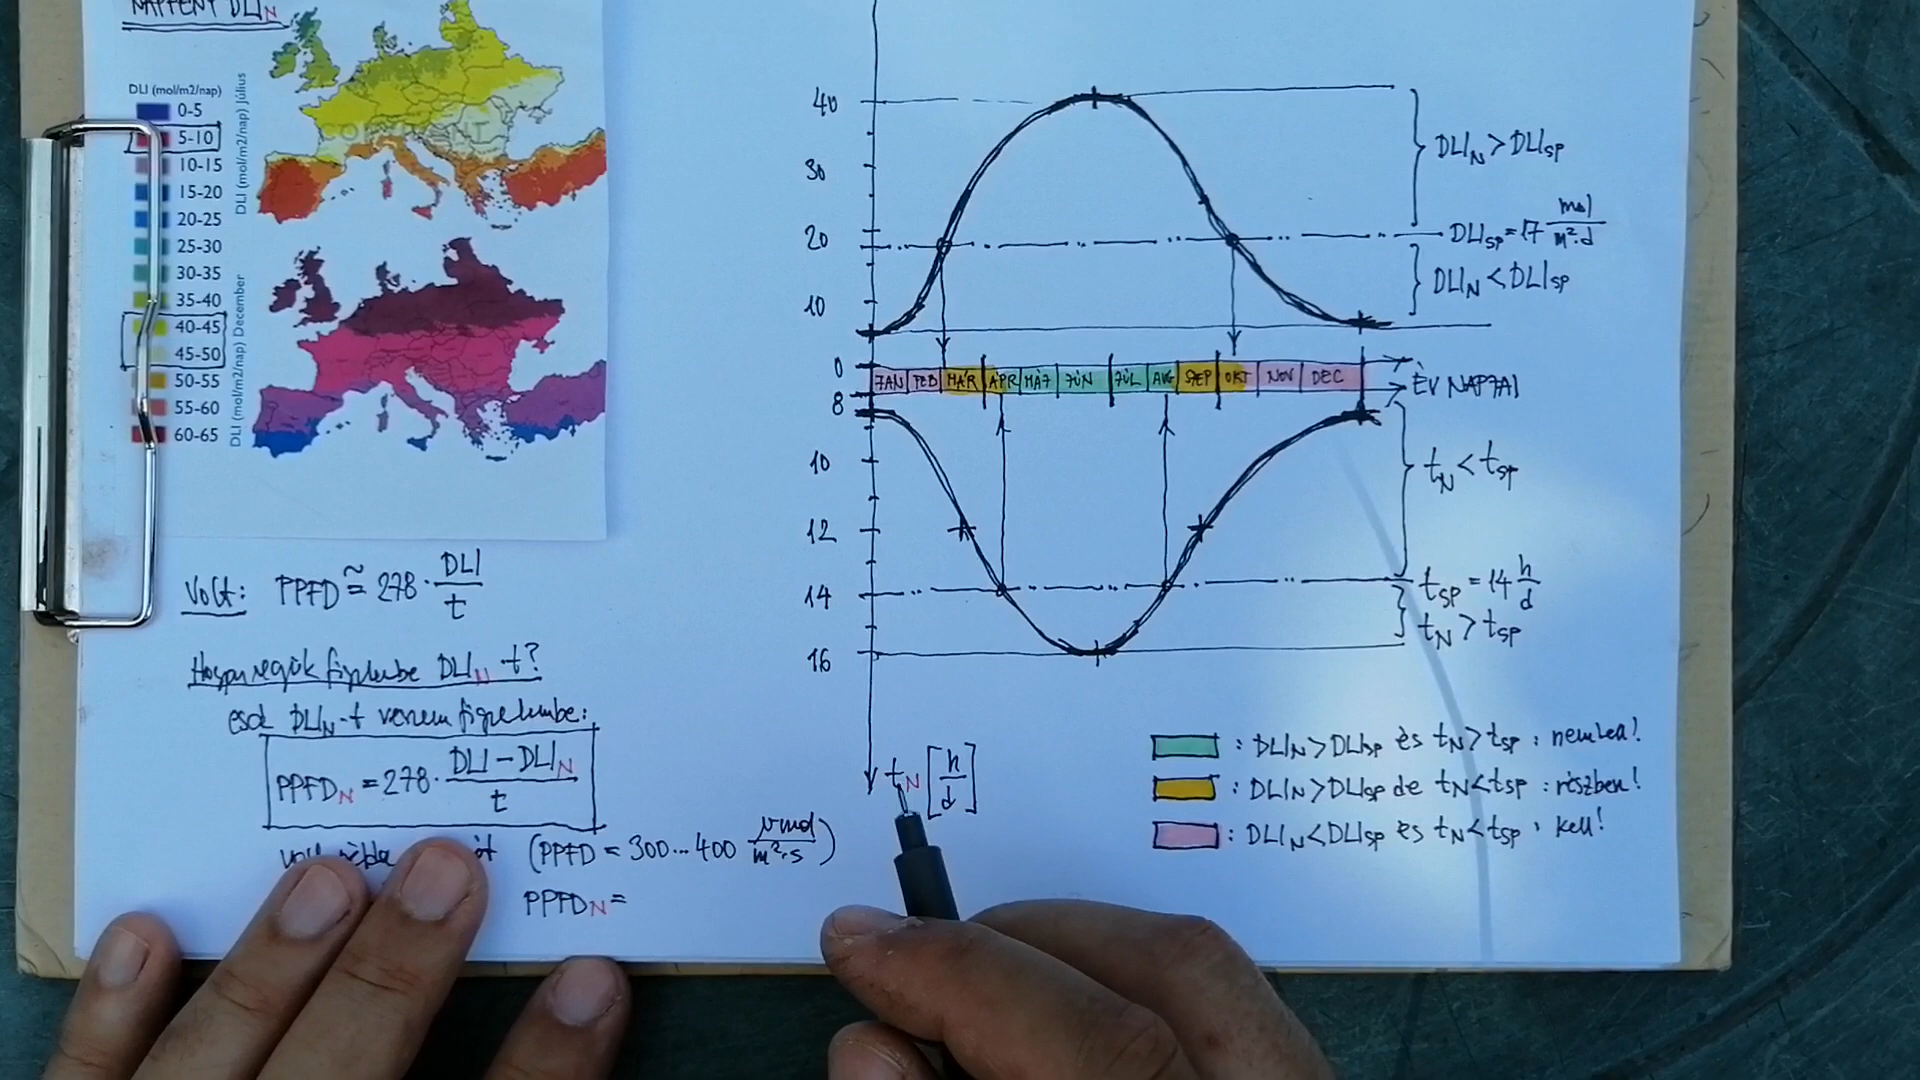 NAPFÉNY DLIN
DLI (mol/m2/nap)
0-5
5-10
10-15
15-20
20-25
25-30
30-35
35-40
40-45
45-50
50-55
55-60
60-65
DLI (mol/m2/nap) Július
DLI (mol/m2/nap) December
Volt: PPFD ≃ 278 · DLI / t
DLIN-t?
DLIN-t
PPFDN = 278 · DLI - DLIN / t
(PPFD = 300...400 μmol / m²·s)
PPFDN =
40
30
20
10
0
DLIN > DLISP
DLISP = 17 mol / m²·d
DLIN < DLISP
JAN FEB MÁR ÁPR MÁJ JÚN JÚL AUG SZEP OKT NOV DEC
ÉV NAPJAI
8
10
12
14
16
tN < tSP
tSP = 14 h / d
tN > tSP
tN [h / d]
: DLIN > DLISP és tN > tSP : nem kell!
: DLIN > DLISP de tN < tSP : részben!
: DLIN < DLISP és tN < tSP : kell!